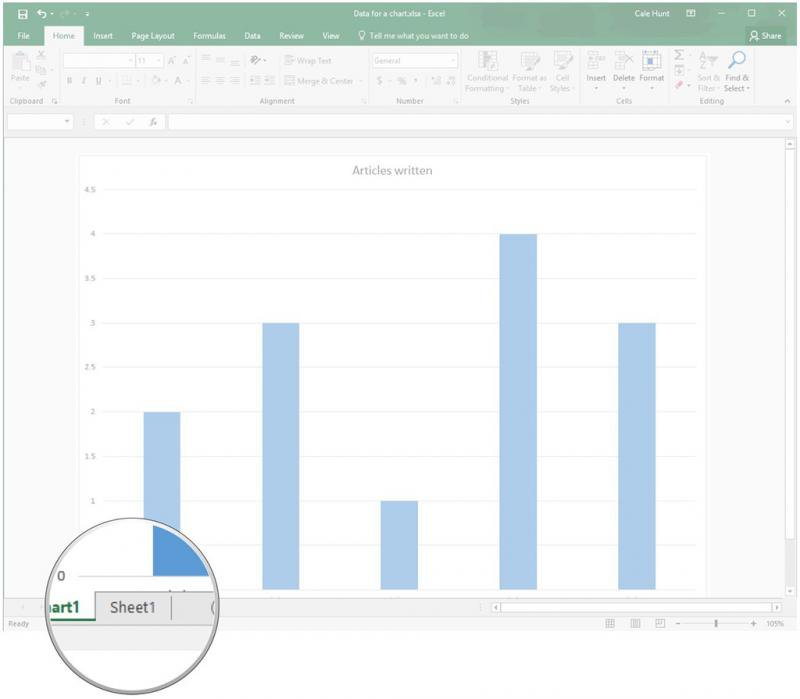 Data for a chart.xlsx - Excel
Cale Hunt
File Home Insert Page Layout Formulas Data Review View Tell me what you want to do Share
11 A A Wrap Text General
Paste B I U Merge & Center $ % Conditional Formatting Format as Table Cell Styles Insert Delete Format Sort & Filter Find & Select
Clipboard Font Alignment Number Styles Cells Editing
fx
Articles written
4.5
4
3.5
3
2.5
2
1.5
1
0
art1 Sheet1
Ready 105%